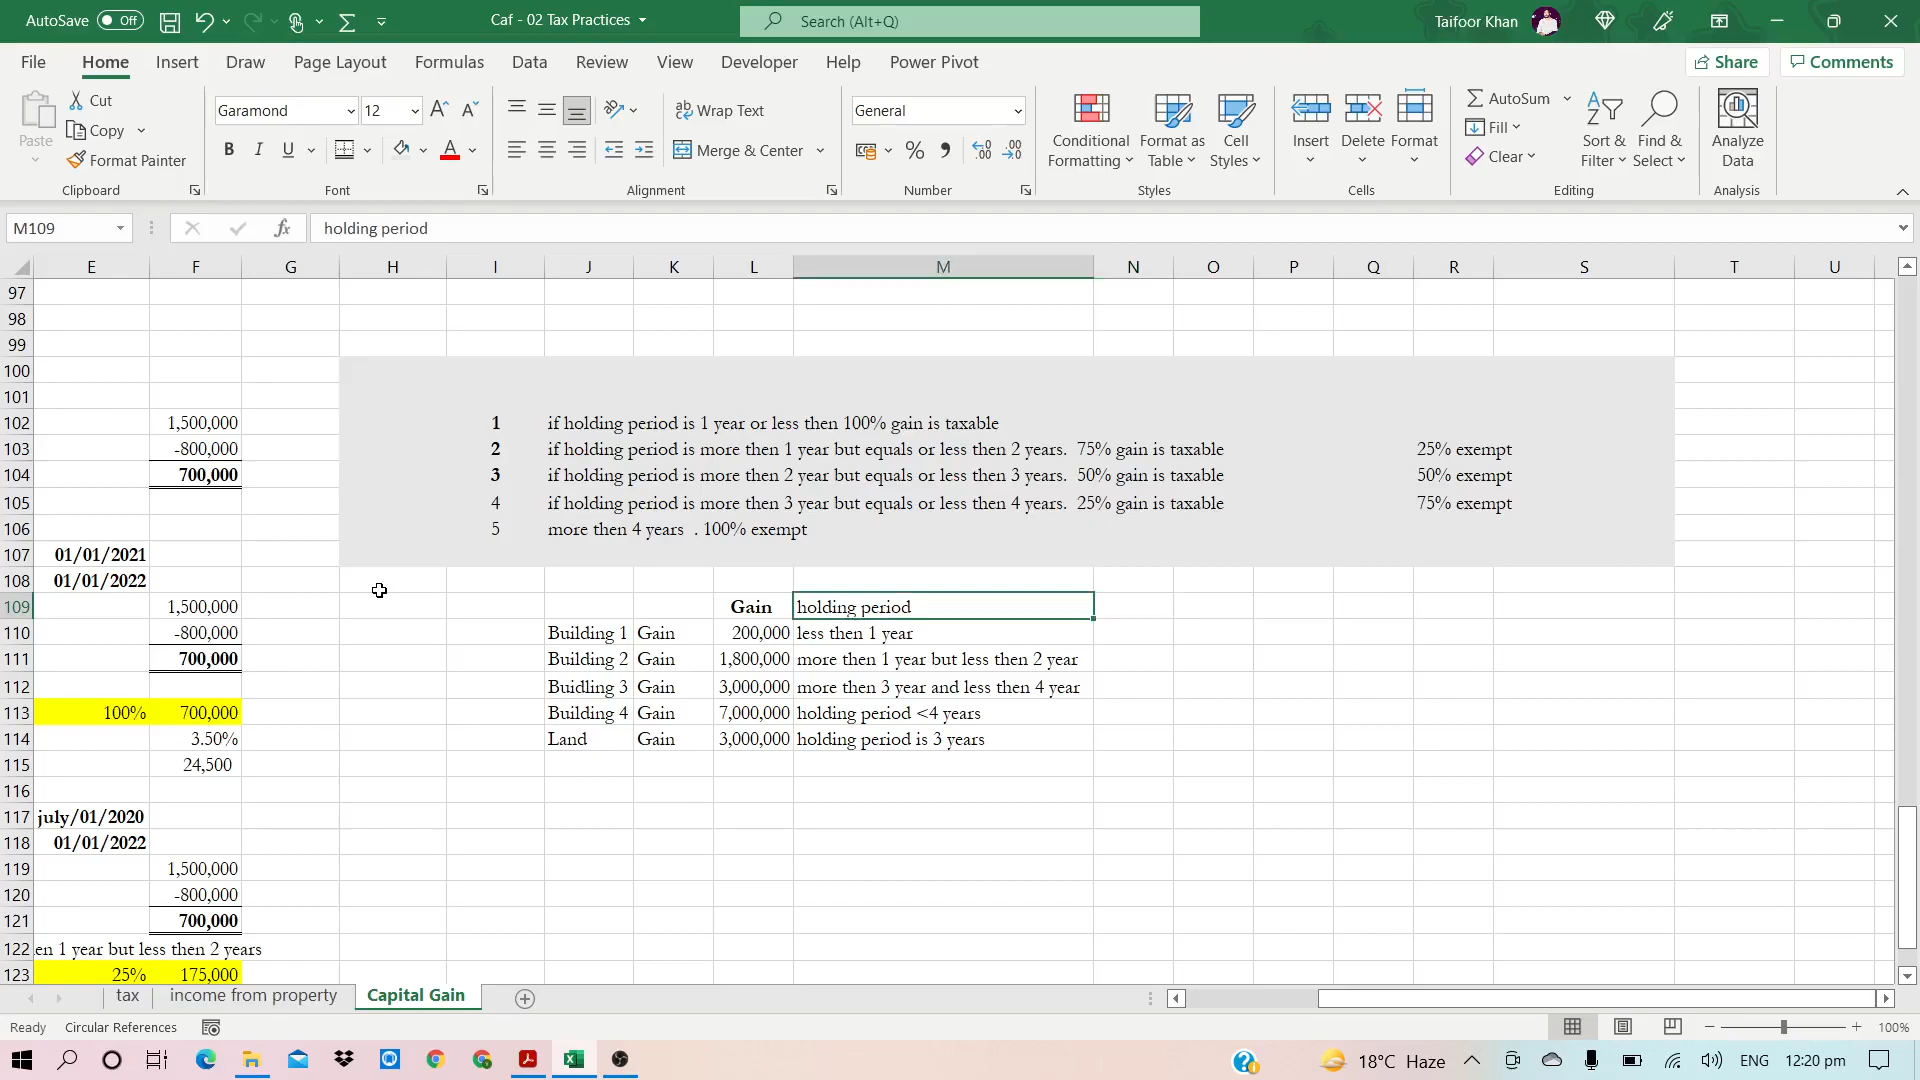 AutoSave Off Caf - 02 Tax Practices Search (Alt+Q) Taifoor Khan
File Home Insert Draw Page Layout Formulas Data Review View Developer Help Power Pivot Share Comments
Paste Cut Copy Format Painter Clipboard
Garamond 12 B I U A Font
Wrap Text Merge & Center Alignment
General % Number
Conditional Formatting Format as Table Cell Styles Styles
Insert Delete Format Cells
AutoSum Fill Clear Sort & Filter Find & Select Editing
Analyze Data Analysis
M109 fx holding period
E F G H I J K L M N O P Q R S T U
97
98
99
100
101
102 1,500,000 1 if holding period is 1 year or less then 100% gain is taxable
103 -800,000 2 if holding period is more then 1 year but equals or less then 2 years. 75% gain is taxable 25% exempt
104 700,000 3 if holding period is more then 2 year but equals or less then 3 years. 50% gain is taxable 50% exempt
105 4 if holding period is more then 3 year but equals or less then 4 years. 25% gain is taxable 75% exempt
106 5 more then 4 years . 100% exempt
107 01/01/2021
108 01/01/2022
109 1,500,000 Gain holding period
110 -800,000 Building 1 Gain 200,000 less then 1 year
111 700,000 Building 2 Gain 1,800,000 more then 1 year but less then 2 year
112 Buidling 3 Gain 3,000,000 more then 3 year and less then 4 year
113 100% 700,000 Building 4 Gain 7,000,000 holding period <4 years
114 3.50% Land Gain 3,000,000 holding period is 3 years
115 24,500
116
117 july/01/2020
118 01/01/2022
119 1,500,000
120 -800,000
121 700,000
122 en 1 year but less then 2 years
123 25% 175,000
tax income from property Capital Gain
Ready Circular References 100%
18°C Haze ENG 12:20 pm